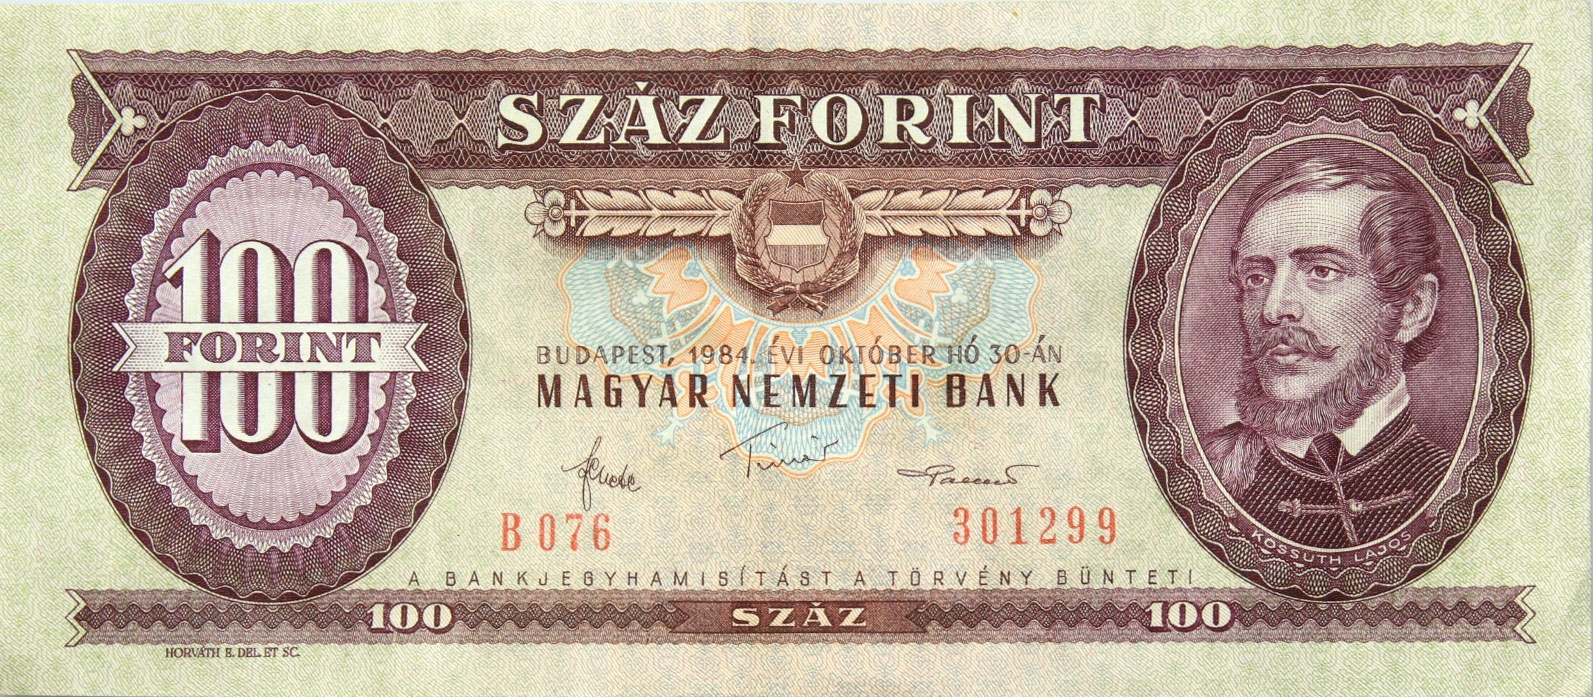 SZÁZ FORINT
100
FORINT
100
BUDAPEST, 1984. ÉVI OKTÓBER HÓ 30-ÁN
MAGYAR NEMZETI BANK
B 076
301299
KOSSUTH LAJOS
A BANKJEGYHAMISÍTÁST A TÖRVÉNY BÜNTETI
100
SZÁZ
100
HORVÁTH E. DEL. ET SC.